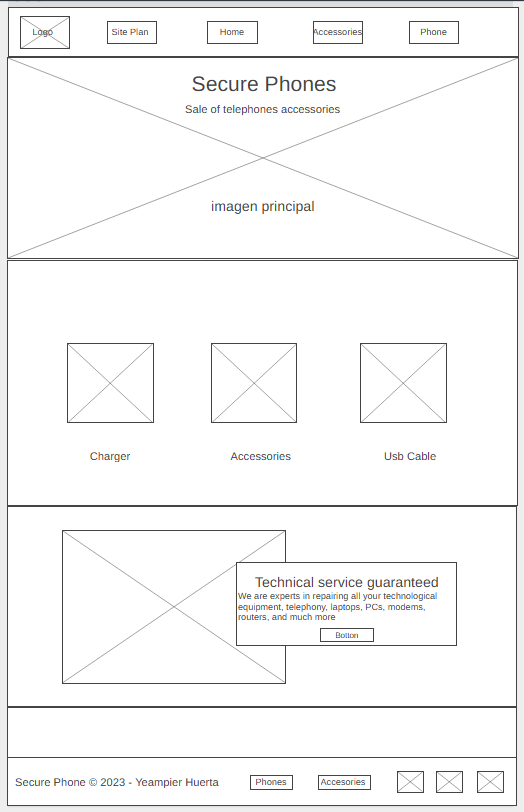 Logo
Site Plan
Home
Accessories
Phone
Secure Phones
Sale of telephones accessories
imagen principal
Charger
Accessories
Usb Cable
Technical service guaranteed
We are experts in repairing all your technological
equipment, telephony, laptops, PCs, modems,
routers, and much more
Botton
Secure Phone © 2023 - Yeampier Huerta
Phones
Accesories